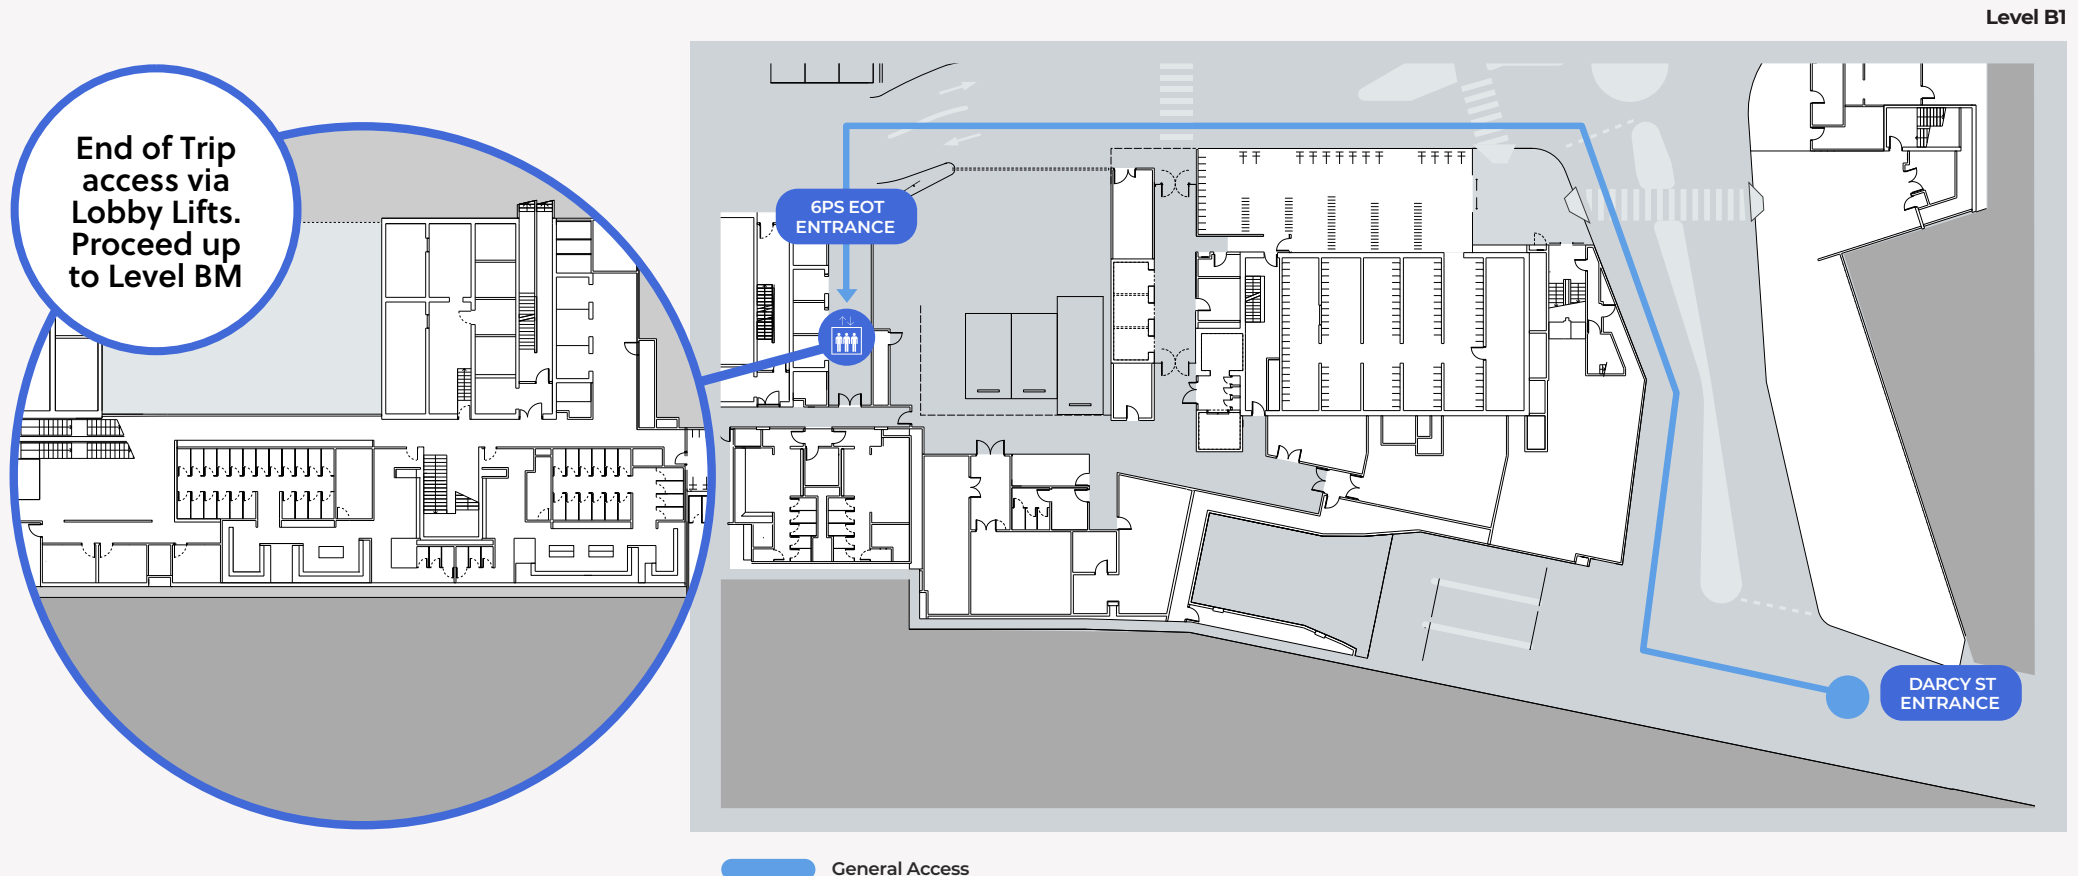 Level B1
End of Trip
access via
Lobby Lifts.
Proceed up
to Level BM
6PS EOT
ENTRANCE
DARCY ST
ENTRANCE
General Access